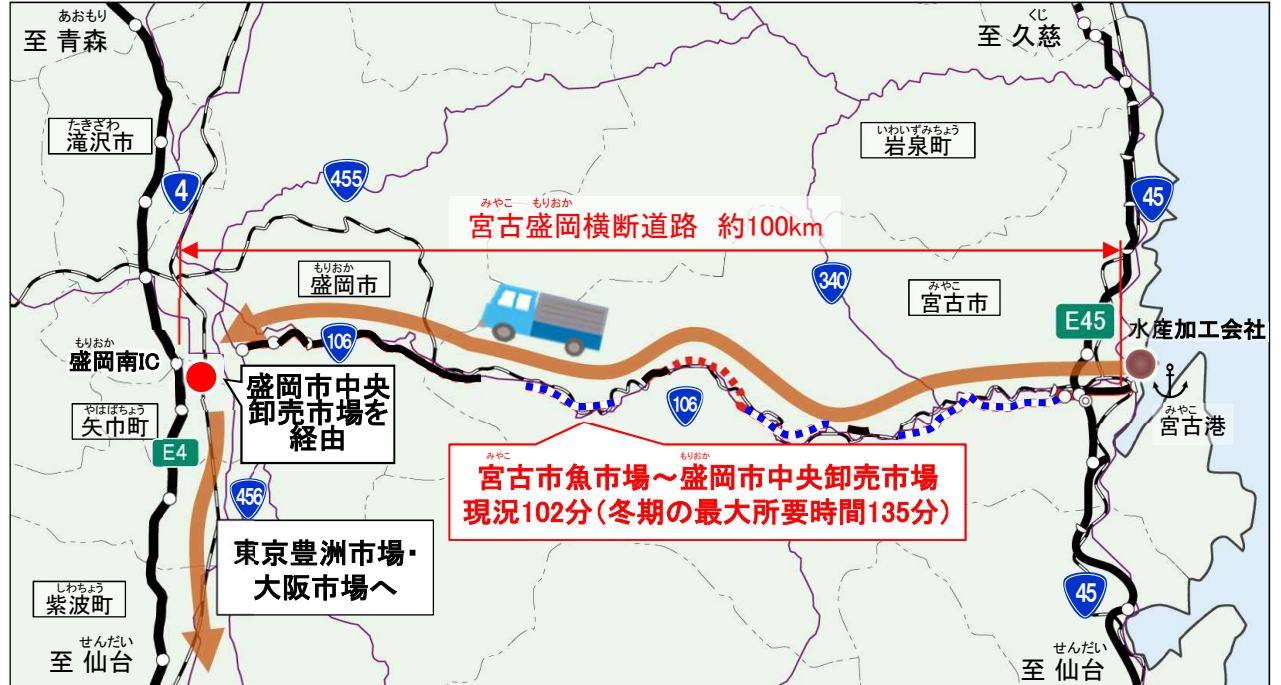 あおもり
至 青森
くじ
至 久慈
たきざわ
滝沢市
いわいずみちょう
岩泉町
4
455
45
みやこ もりおか
宮古盛岡横断道路 約100km
もりおか
盛岡市
340
みやこ
宮古市
E45
水産加工会社
106
もりおか
盛岡南IC
盛岡市中央
卸売市場を
経由
106
みやこ
宮古港
やはばちょう
矢巾町
E4
みやこ もりおか
宮古市魚市場～盛岡市中央卸売市場
現況102分（冬期の最大所要時間135分）
456
東京豊洲市場・
大阪市場へ
しわちょう
紫波町
45
せんだい
至 仙台
せんだい
至 仙台